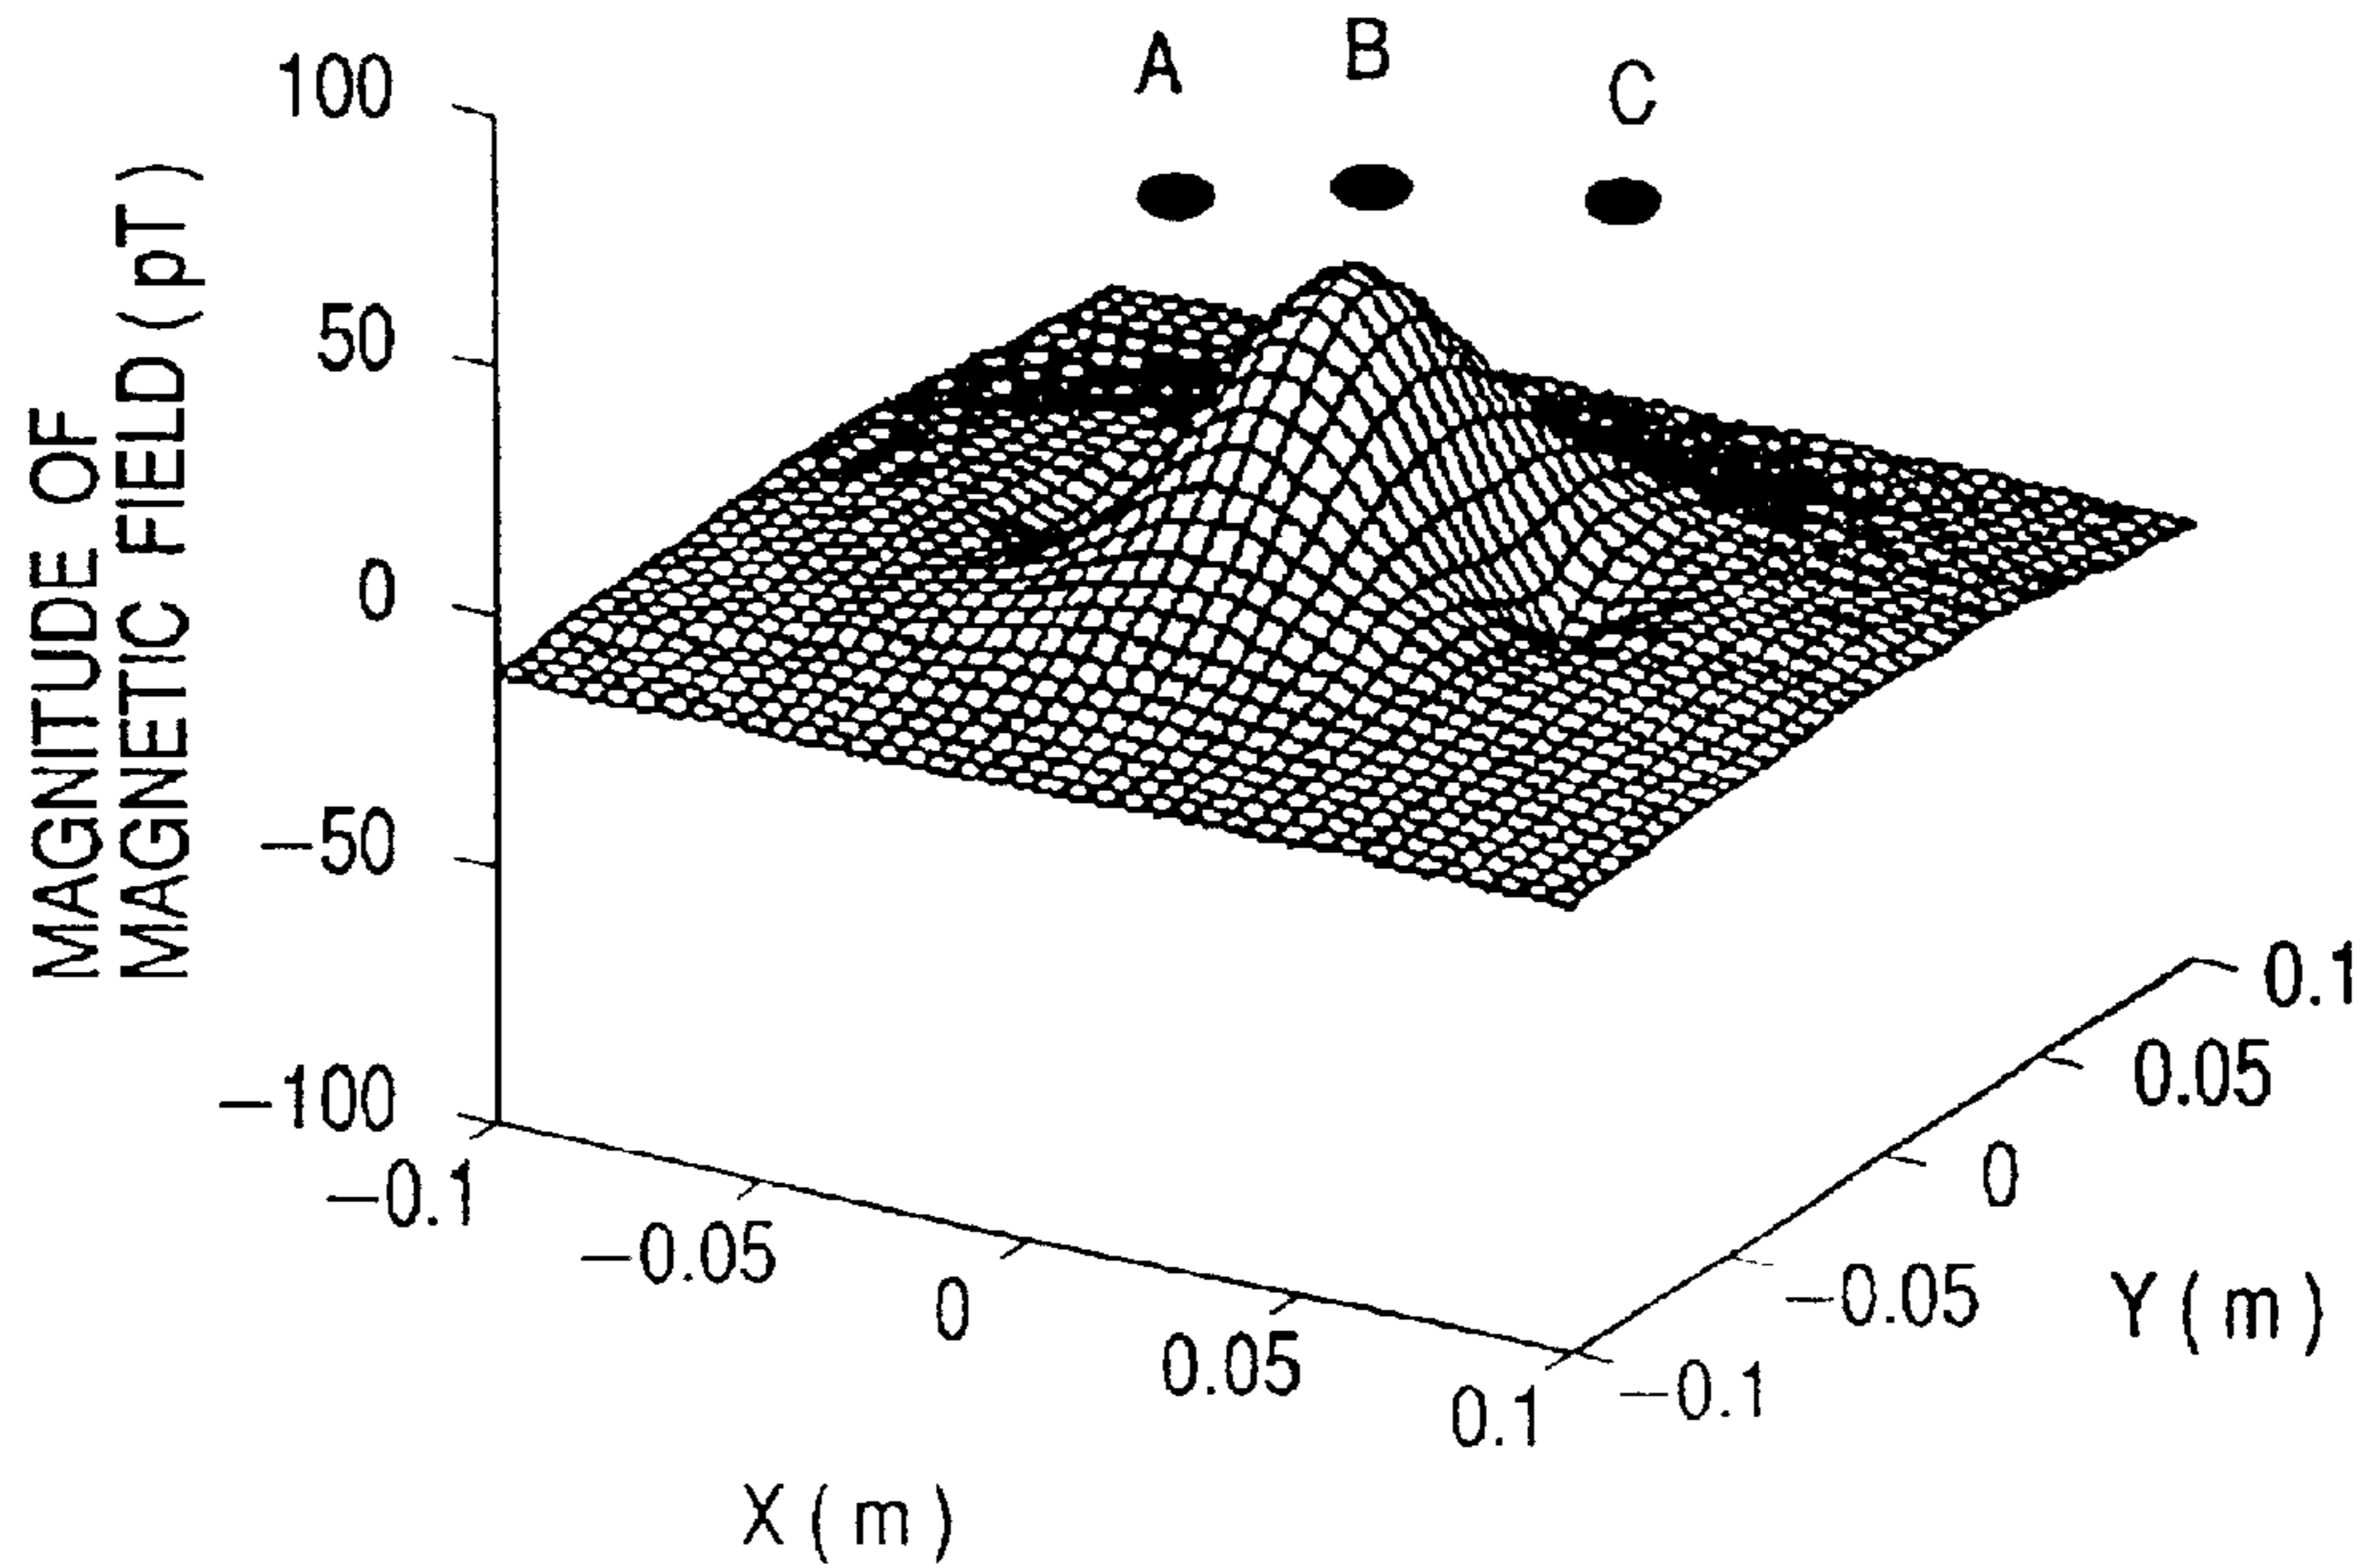 A
B
C
MAGNITUDE OF
MAGNETIC FIELD (pT)
100
50
0
−50
−100
−0.1
−0.05
0
0.05
0.1
X (m)
−0.1
−0.05
0
0.05
0.1
Y (m)